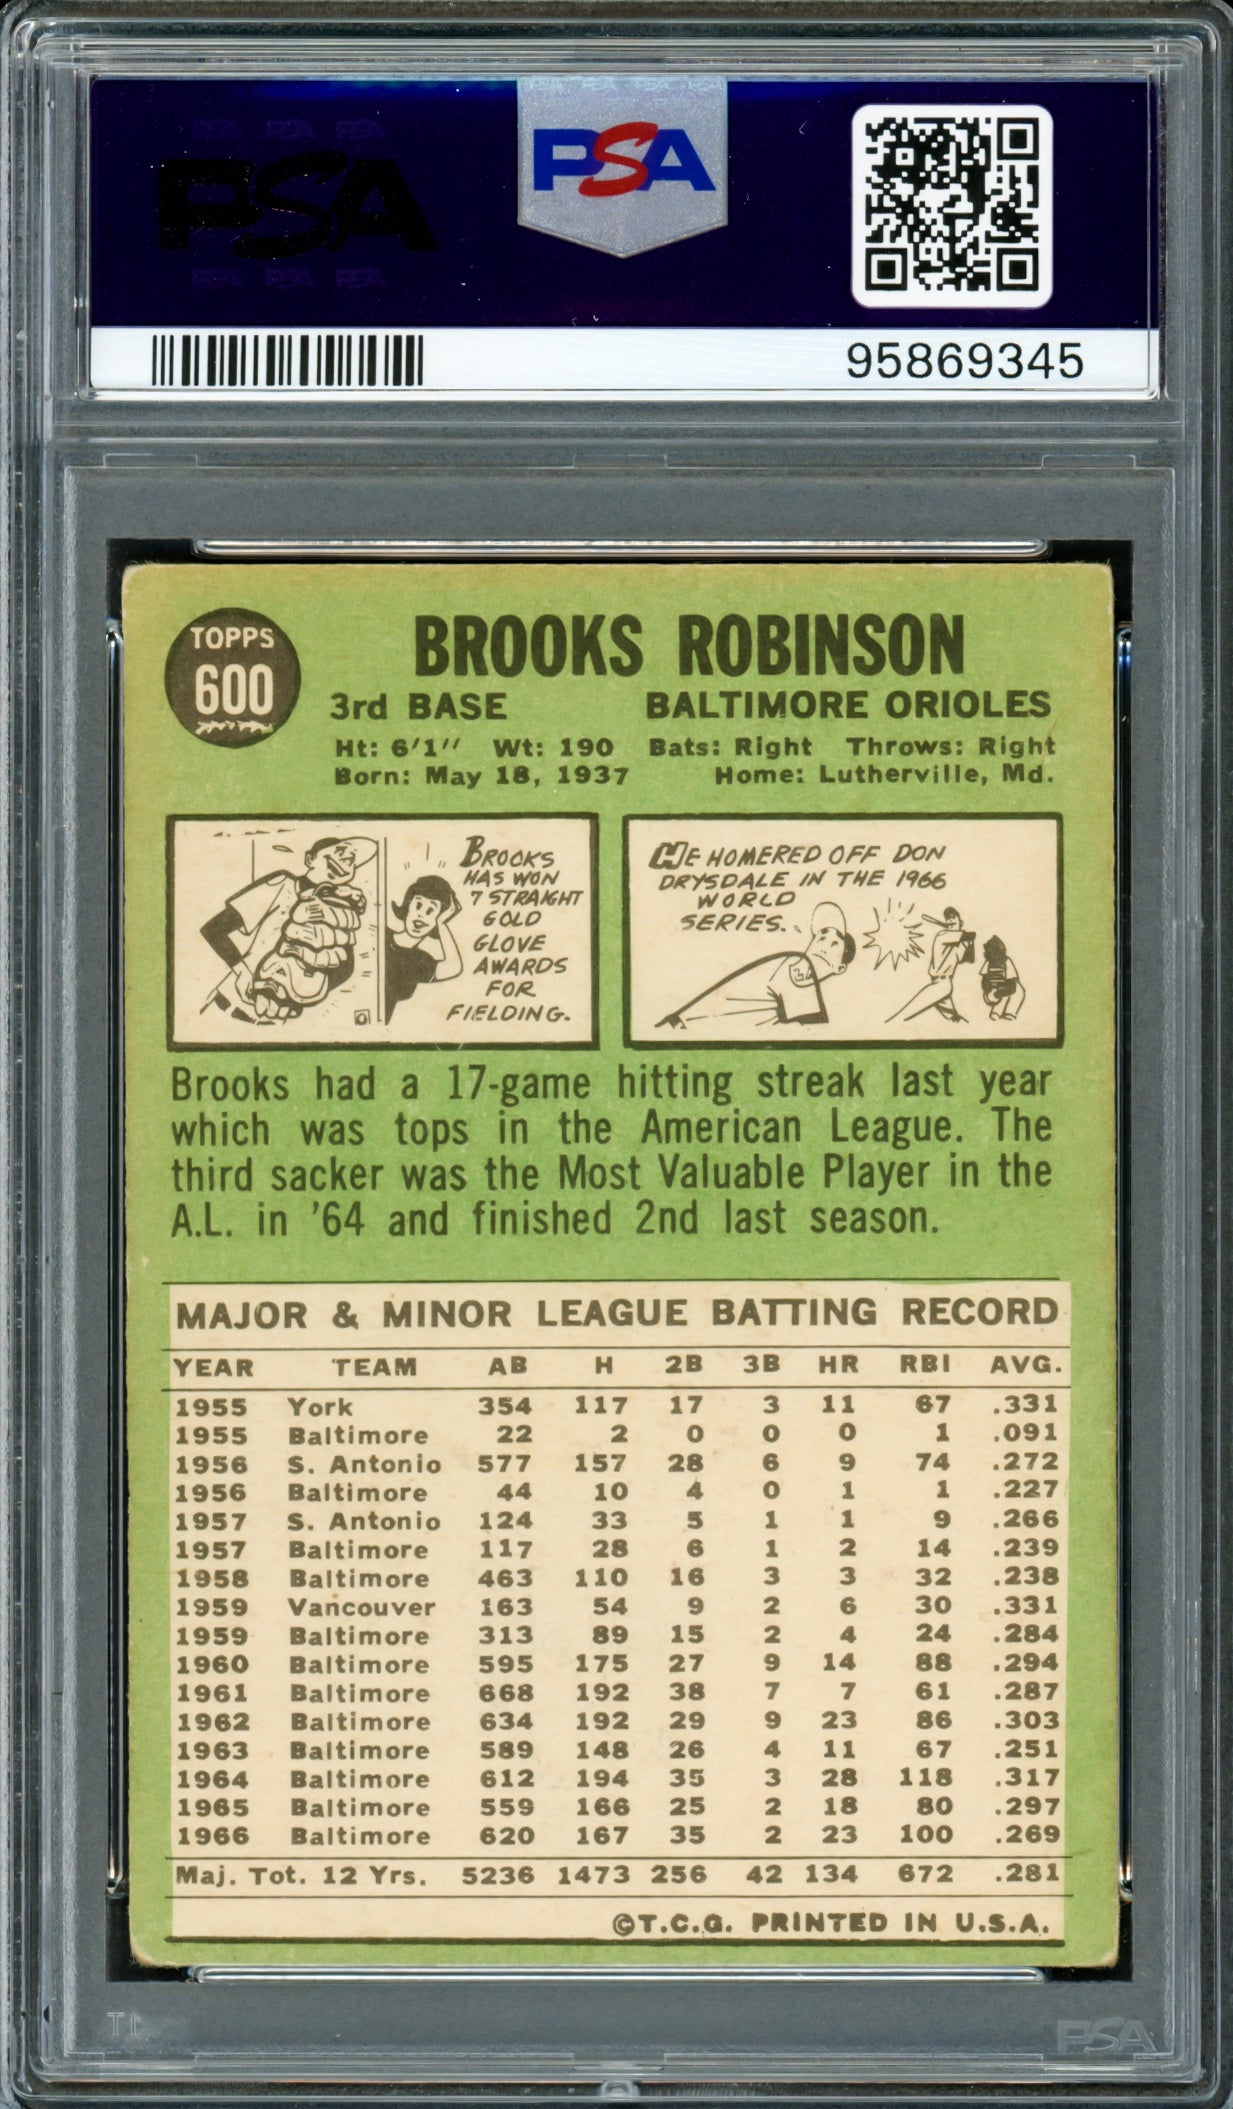 PSA PSA PSA
PSA
PSA PSA PSA
PSA
95869345
TOPPS
600
BROOKS ROBINSON
3rd BASE BALTIMORE ORIOLES
Ht: 6'1" Wt: 190 Bats: Right Throws: Right
Born: May 18, 1937 Home: Lutherville, Md.
BROOKS
HAS WON
7 STRAIGHT
GOLD
GLOVE
AWARDS
FOR
FIELDING.
HE HOMERED OFF DON
DRYSDALE IN THE 1966
WORLD
SERIES.
LA
Brooks had a 17-game hitting streak last year
which was tops in the American League. The
third sacker was the Most Valuable Player in the
A.L. in '64 and finished 2nd last season.
MAJOR & MINOR LEAGUE BATTING RECORD
YEAR TEAM AB H 2B 3B HR RBI AVG.
1955 York 354 117 17 3 11 67 .331
1955 Baltimore 22 2 0 0 0 1 .091
1956 S. Antonio 577 157 28 6 9 74 .272
1956 Baltimore 44 10 4 0 1 1 .227
1957 S. Antonio 124 33 5 1 1 9 .266
1957 Baltimore 117 28 6 1 2 14 .239
1958 Baltimore 463 110 16 3 3 32 .238
1959 Vancouver 163 54 9 2 6 30 .331
1959 Baltimore 313 89 15 2 4 24 .284
1960 Baltimore 595 175 27 9 14 88 .294
1961 Baltimore 668 192 38 7 7 61 .287
1962 Baltimore 634 192 29 9 23 86 .303
1963 Baltimore 589 148 26 4 11 67 .251
1964 Baltimore 612 194 35 3 28 118 .317
1965 Baltimore 559 166 25 2 18 80 .297
1966 Baltimore 620 167 35 2 23 100 .269
Maj. Tot. 12 Yrs. 5236 1473 256 42 134 672 .281
©T.C.G. PRINTED IN U.S.A.
PSA